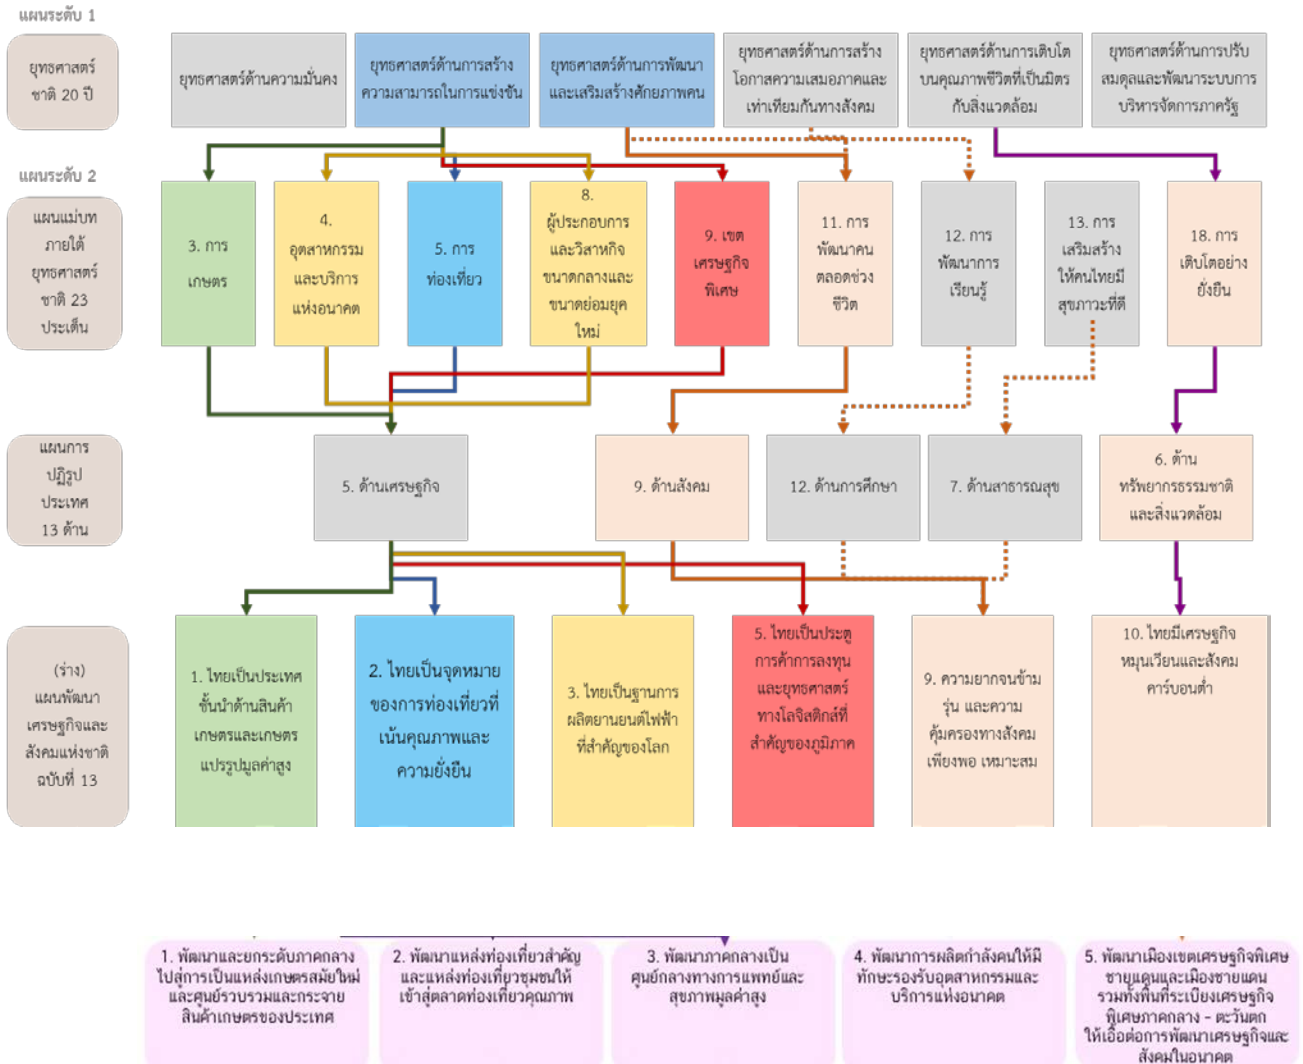 แผนระดับ 1
ยุทธศาสตร์
ชาติ 20 ปี
ยุทธศาสตร์ด้านความมั่นคง
ยุทธศาสตร์ด้านการสร้าง
ความสามารถในการแข่งขัน
ยุทธศาสตร์ด้านการพัฒนา
และเสริมสร้างศักยภาพคน
ยุทธศาสตร์ด้านการสร้าง
โอกาสความเสมอภาคและ
เท่าเทียมกันทางสังคม
ยุทธศาสตร์ด้านการเติบโต
บนคุณภาพชีวิตที่เป็นมิตร
กับสิ่งแวดล้อม
ยุทธศาสตร์ด้านการปรับ
สมดุลและพัฒนาระบบการ
บริหารจัดการภาครัฐ
แผนระดับ 2
แผนแม่บท
ภายใต้
ยุทธศาสตร์
ชาติ 23
ประเด็น
3. การ
เกษตร
4.
อุตสาหกรรม
และบริการ
แห่งอนาคต
5. การ
ท่องเที่ยว
8.
ผู้ประกอบการ
และวิสาหกิจ
ขนาดกลางและ
ขนาดย่อมยุค
ใหม่
9. เขต
เศรษฐกิจ
พิเศษ
11. การ
พัฒนาคน
ตลอดช่วง
ชีวิต
12. การ
พัฒนาการ
เรียนรู้
13. การ
เสริมสร้าง
ให้คนไทยมี
สุขภาวะที่ดี
18. การ
เติบโตอย่าง
ยั่งยืน
แผนการ
ปฏิรูป
ประเทศ
13 ด้าน
5. ด้านเศรษฐกิจ
9. ด้านสังคม
12. ด้านการศึกษา
7. ด้านสาธารณสุข
6. ด้าน
ทรัพยากรธรรมชาติ
และสิ่งแวดล้อม
(ร่าง)
แผนพัฒนา
เศรษฐกิจและ
สังคมแห่งชาติ
ฉบับที่ 13
1. ไทยเป็นประเทศ
ชั้นนำด้านสินค้า
เกษตรและเกษตร
แปรรูปมูลค่าสูง
2. ไทยเป็นจุดหมาย
ของการท่องเที่ยวที่
เน้นคุณภาพและ
ความยั่งยืน
3. ไทยเป็นฐานการ
ผลิตยานยนต์ไฟฟ้า
ที่สำคัญของโลก
5. ไทยเป็นประตู
การค้าการลงทุน
และยุทธศาสตร์
ทางโลจิสติกส์ที่
สำคัญของภูมิภาค
9. ความยากจนข้าม
รุ่น และความ
คุ้มครองทางสังคม
เพียงพอ เหมาะสม
10. ไทยมีเศรษฐกิจ
หมุนเวียนและสังคม
คาร์บอนต่ำ
1. พัฒนาและยกระดับภาคกลาง
ไปสู่การเป็นแหล่งเกษตรสมัยใหม่
และศูนย์รวบรวมและกระจาย
สินค้าเกษตรของประเทศ
2. พัฒนาแหล่งท่องเที่ยวสำคัญ
และแหล่งท่องเที่ยวชุมชนให้
เข้าสู่ตลาดท่องเที่ยวคุณภาพ
3. พัฒนาภาคกลางเป็น
ศูนย์กลางทางการแพทย์และ
สุขภาพมูลค่าสูง
4. พัฒนาการผลิตกำลังคนให้มี
ทักษะรองรับอุตสาหกรรมและ
บริการแห่งอนาคต
5. พัฒนาเมืองเขตเศรษฐกิจพิเศษ
ชายแดนและเมืองชายแดน
รวมทั้งพื้นที่ระเบียงเศรษฐกิจ
พิเศษภาคกลาง - ตะวันตก
ให้เอื้อต่อการพัฒนาเศรษฐกิจและ
สังคมในอนาคต